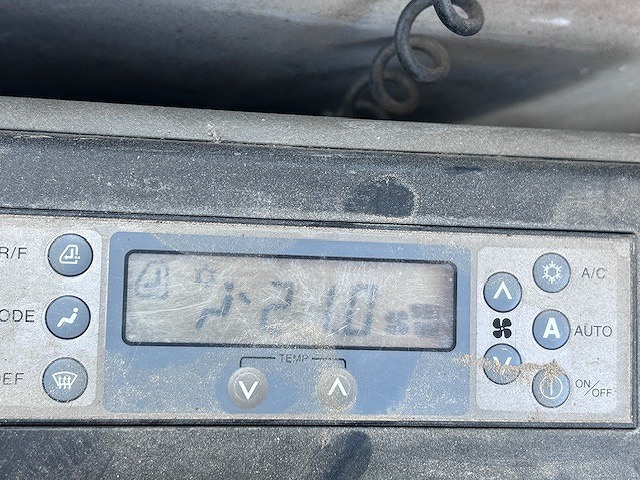 R/F
21.0
A/C
ODE
A AUTO
TEMP
EF
ON/OFF